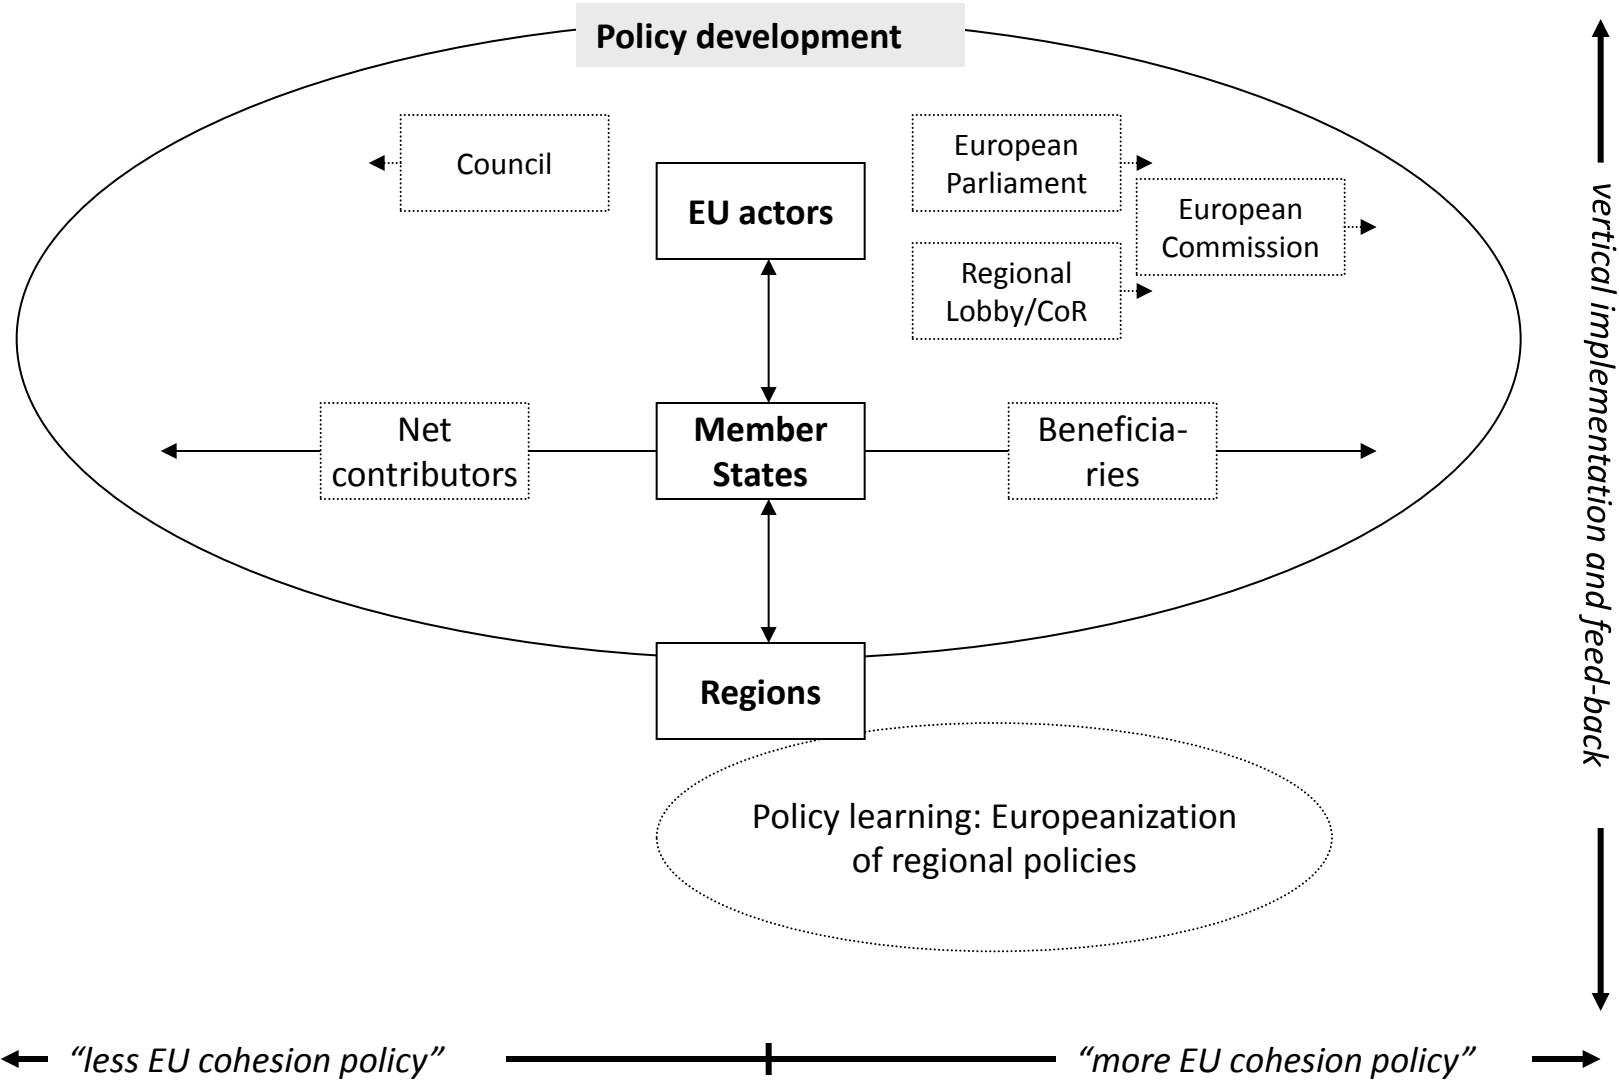 Policy development
Council
European
Parliament
EU actors
European
Commission
Regional
Lobby/CoR
Net
contributors
Member
States
Beneficia-
ries
Regions
Policy learning: Europeanization
of regional policies
vertical implementation and feed-back
“less EU cohesion policy”
“more EU cohesion policy”